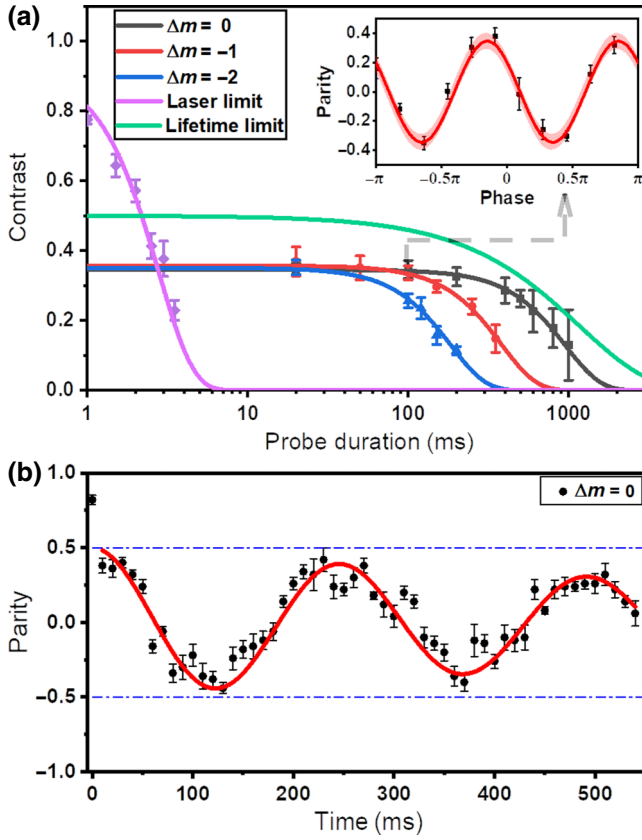 (a)
Δm = 0
Δm = −1
Δm = −2
Laser limit
Lifetime limit
Contrast
1.0
0.8
0.6
0.4
0.2
0.0
1
10
100
1000
Probe duration (ms)
Parity
0.4
0.2
0.0
−0.2
−0.4
−π
−0.5π
0
0.5π
π
Phase
(b)
Δm = 0
Parity
1.0
0.5
0.0
−0.5
−1.0
0
100
200
300
400
500
Time (ms)